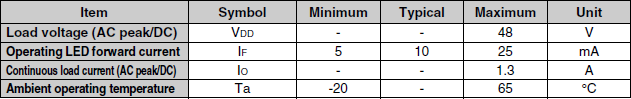 Item Symbol Minimum Typical Maximum Unit
Load voltage (AC peak/DC) VDD - - 48 V
Operating LED forward current IF 5 10 25 mA
Continuous load current (AC peak/DC) IO - - 1.3 A
Ambient operating temperature Ta -20 - 65 °C